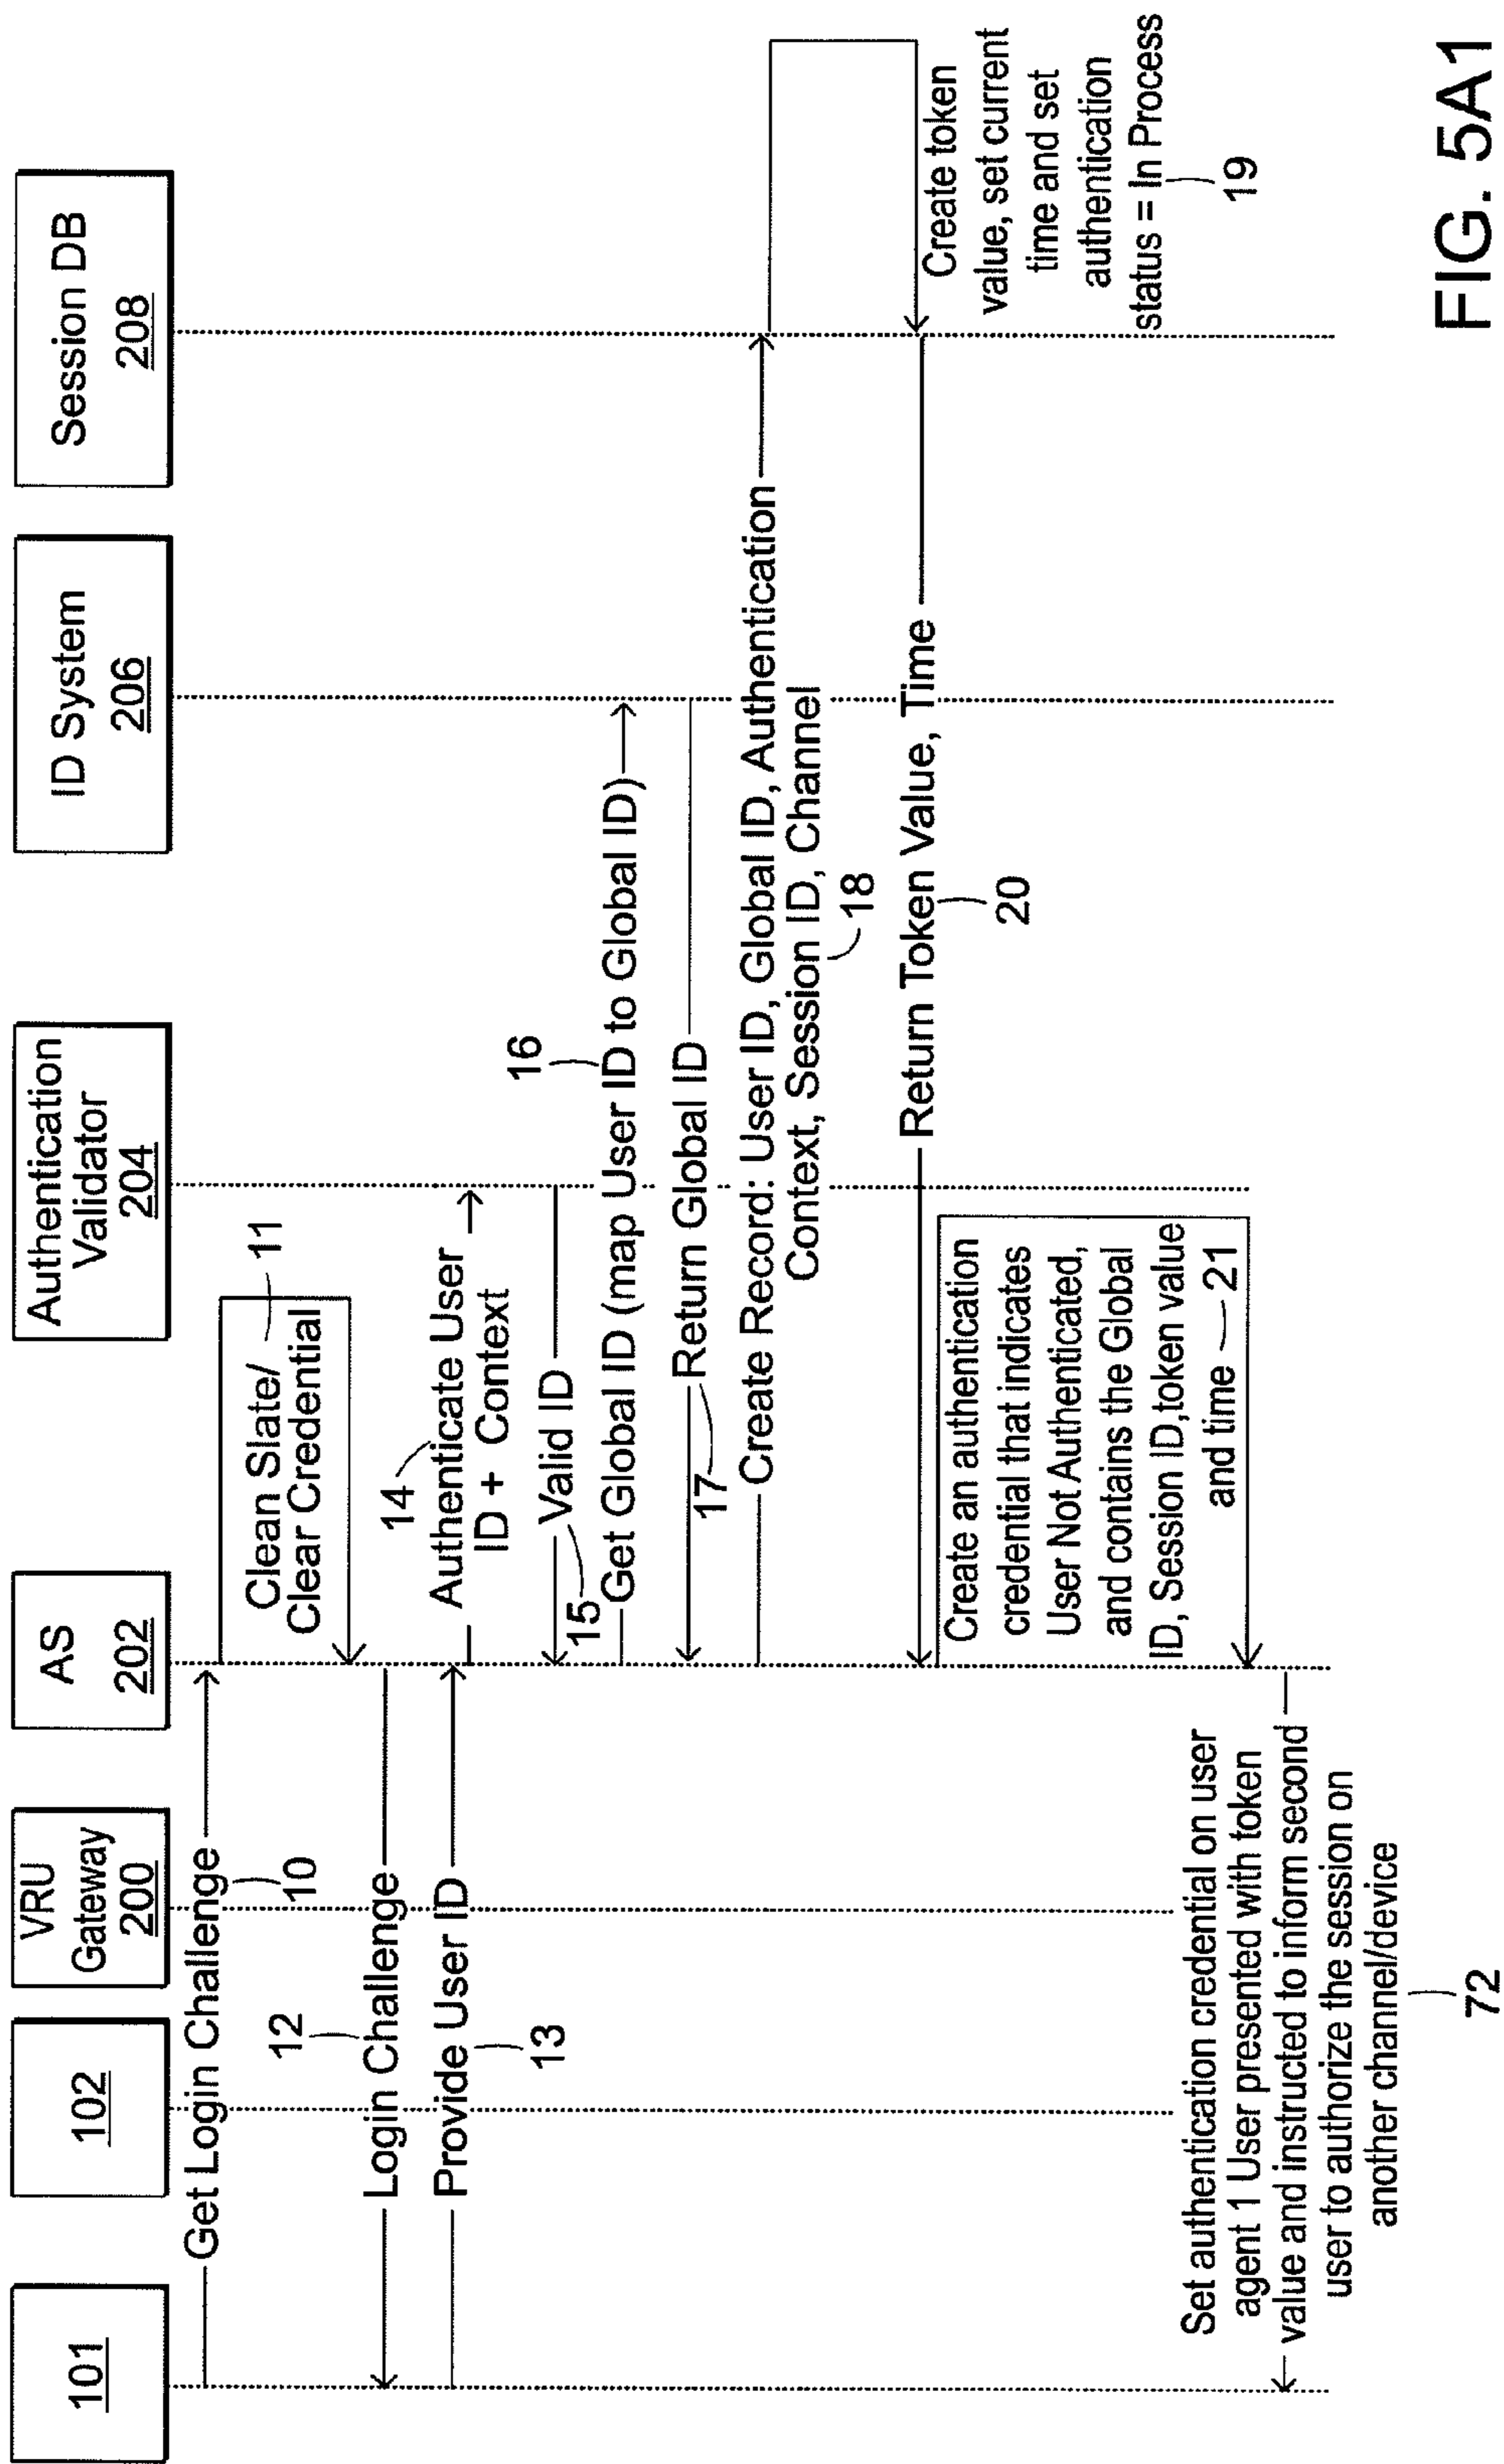 101
102
VRU
Gateway
200
AS
202
Authentication
Validator
204
ID System
206
Session DB
208
Get Login Challenge
10
Clean Slate/
Clear Credential
11
12
Login Challenge
Provide User ID
13
14
Authenticate User
ID + Context
Valid ID
15
16
Get Global ID (map User ID to Global ID)
Return Global ID
17
Create Record: User ID, Global ID, Authentication
Context, Session ID, Channel
18
Create token
value, set current
time and set
authentication
status = In Process
19
Return Token Value, Time
20
Create an authentication
credential that indicates
User Not Authenticated,
and contains the Global
ID, Session ID,token value
and time
21
Set authentication credential on user
agent 1 User presented with token
value and instructed to inform second
user to authorize the session on
another channel/device
72
FIG. 5A1